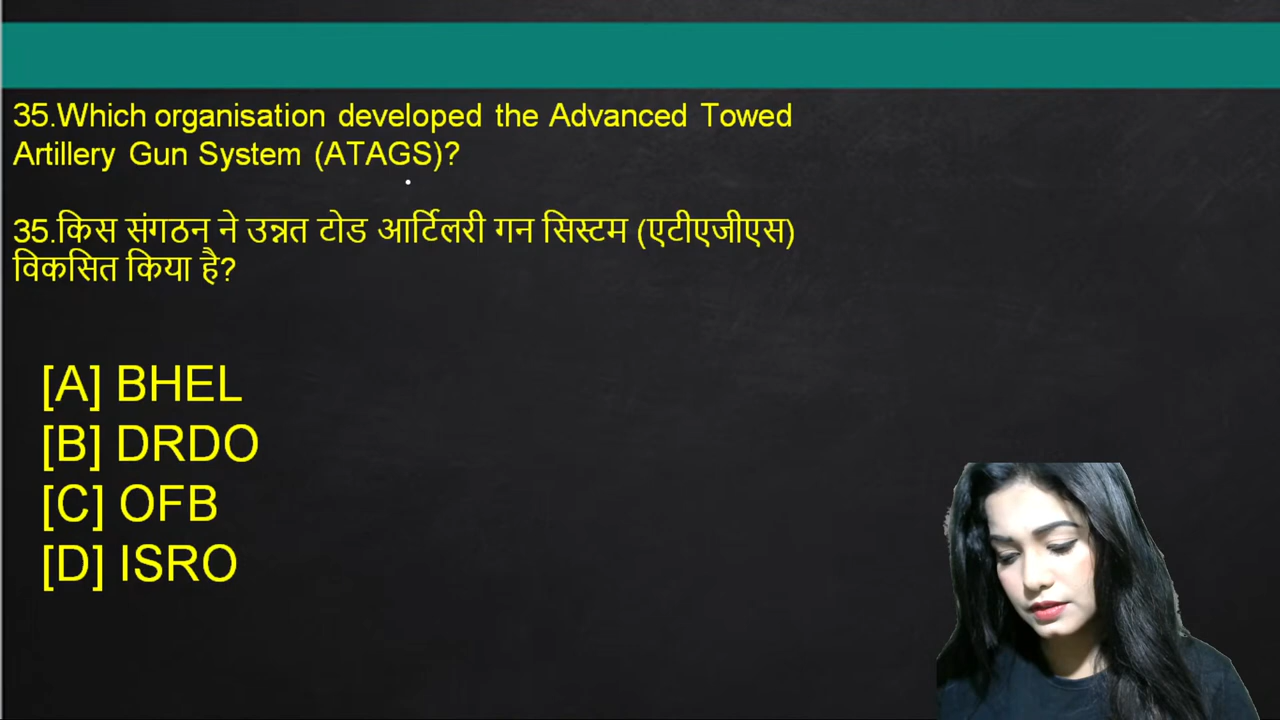 35.Which organisation developed the Advanced Towed
Artillery Gun System (ATAGS)?
35.किस संगठन ने उन्नत टोड आर्टिलरी गन सिस्टम (एटीएजीएस)
विकसित किया है?
[A] BHEL
[B] DRDO
[C] OFB
[D] ISRO